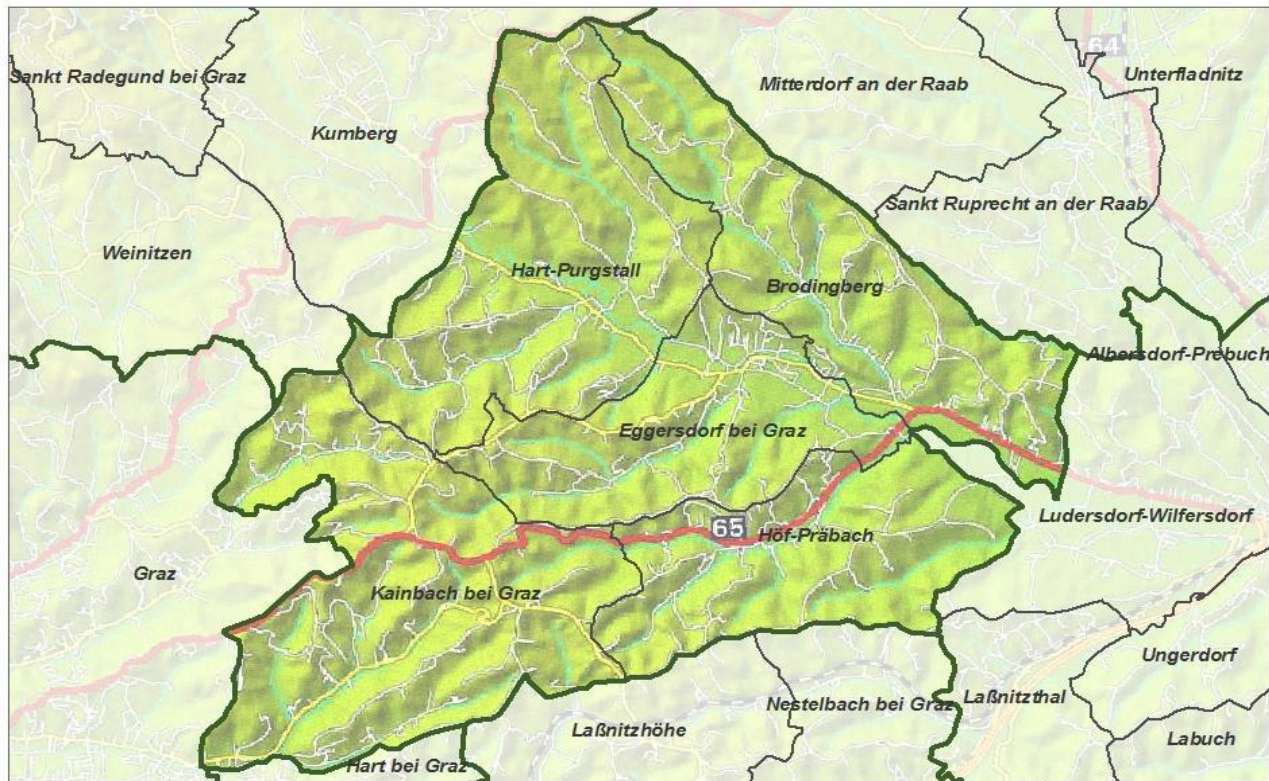 64
Sankt Radegund bei Graz
Unterfladnitz
Mitterdorf an der Raab
Kumberg
Sankt Ruprecht an der Raab
Weinitzen
Hart-Purgstall
Brodingberg
Albersdorf-Prebuch
Eggersdorf bei Graz
Ludersdorf-Wilfersdorf
65
Höf-Präbach
Graz
Kainbach bei Graz
Ungerdorf
Nestelbach bei Graz
Laßnitzthal
Laßnitzhöhe
Labuch
Hart bei Graz